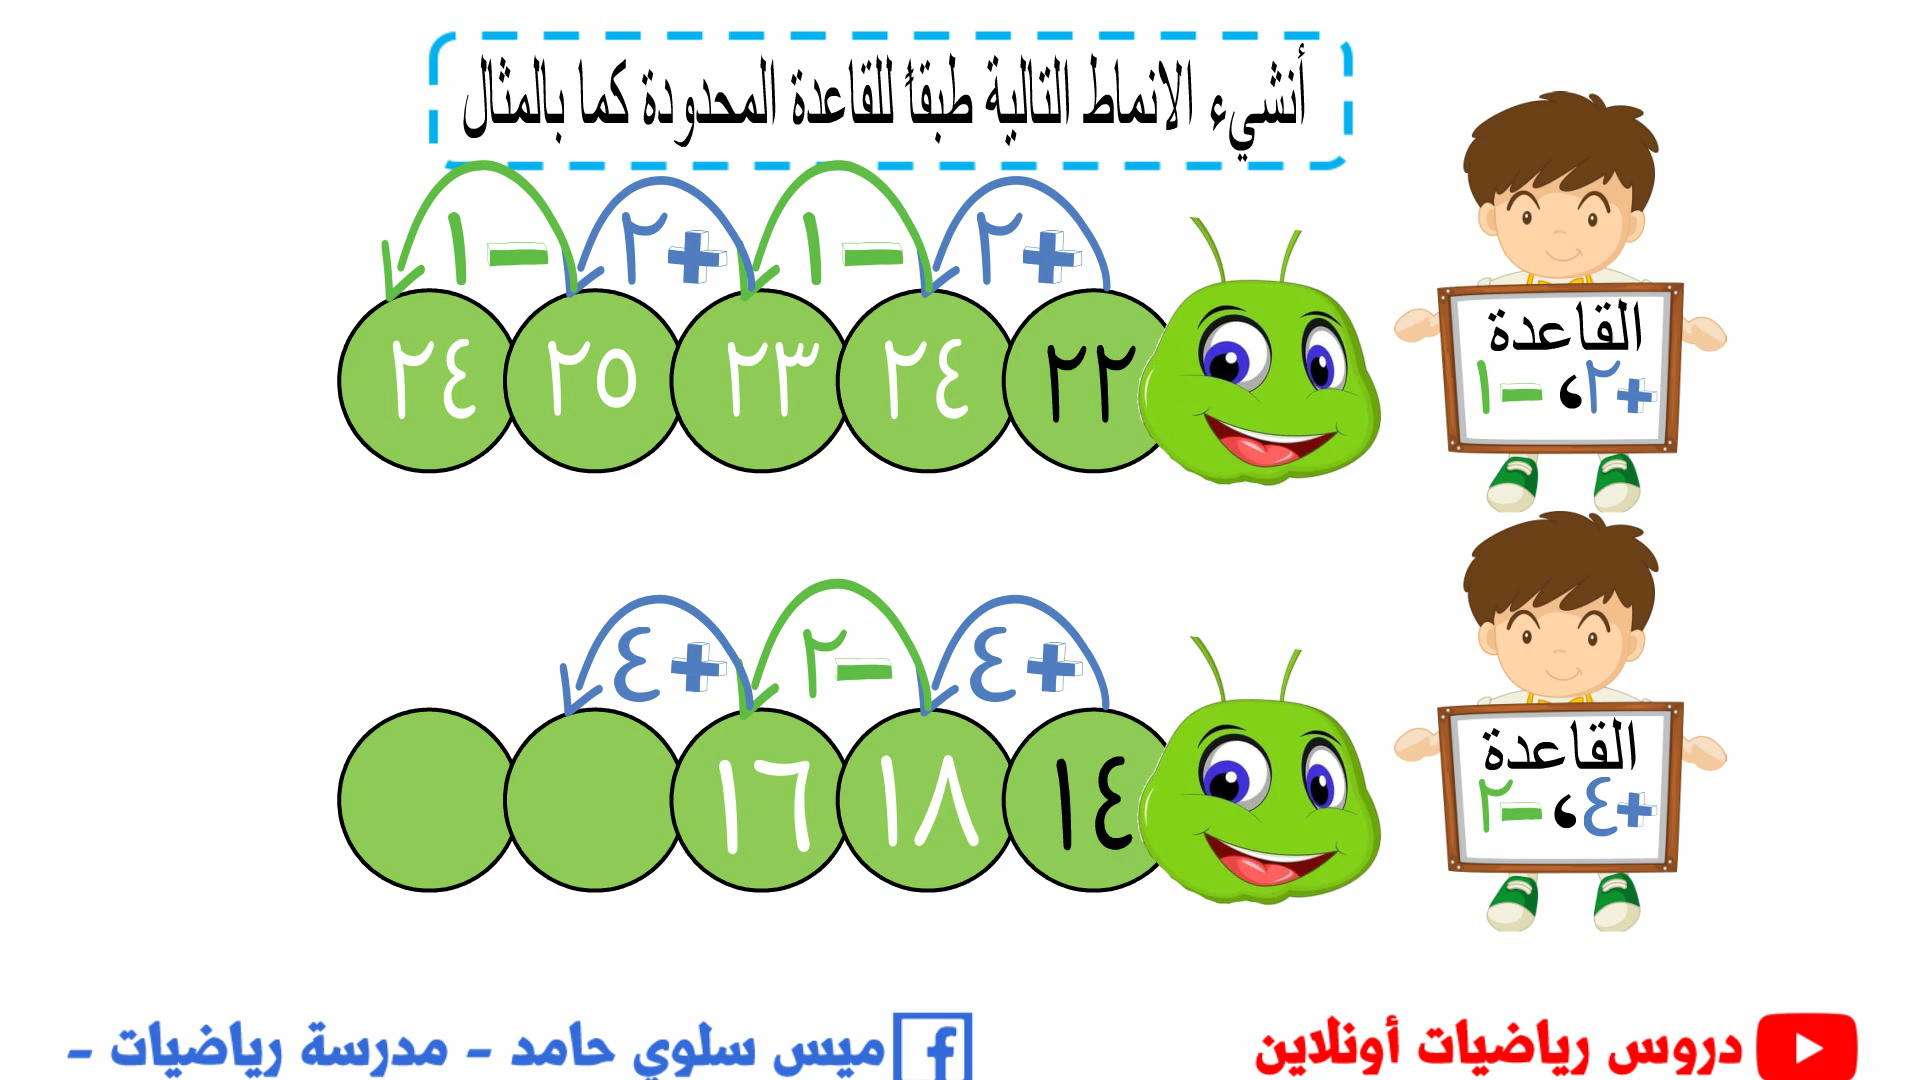 أنشيء الانماط التالية طبقاً للقاعدة المحدودة كما بالمثال
+٢ −١ +٢ −١
٢٢ ٢٤ ٢٣ ٢٥ ٢٤
القاعدة
+٢، −١
+٤ −٢ +٤
١٤ ١٨ ١٦
القاعدة
+٤، −٢
دروس رياضيات أونلاين
ميس سلوي حامد - مدرسة رياضيات -